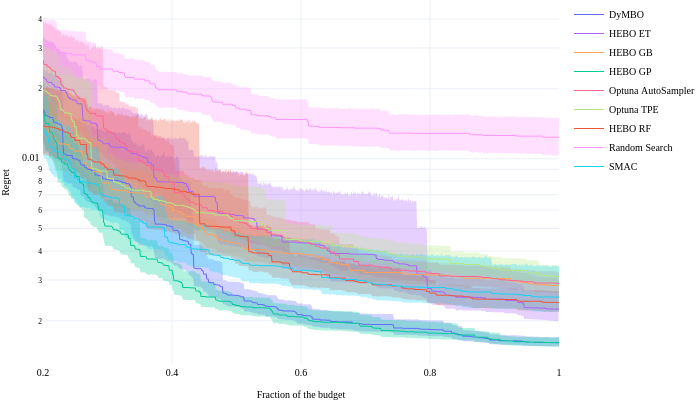 4
3
2
0.01
9
8
7
6
5
4
3
2
Regret
0.2
0.4
0.6
0.8
1
Fraction of the budget
DyMBO
HEBO ET
HEBO GB
HEBO GP
Optuna AutoSampler
Optuna TPE
HEBO RF
Random Search
SMAC